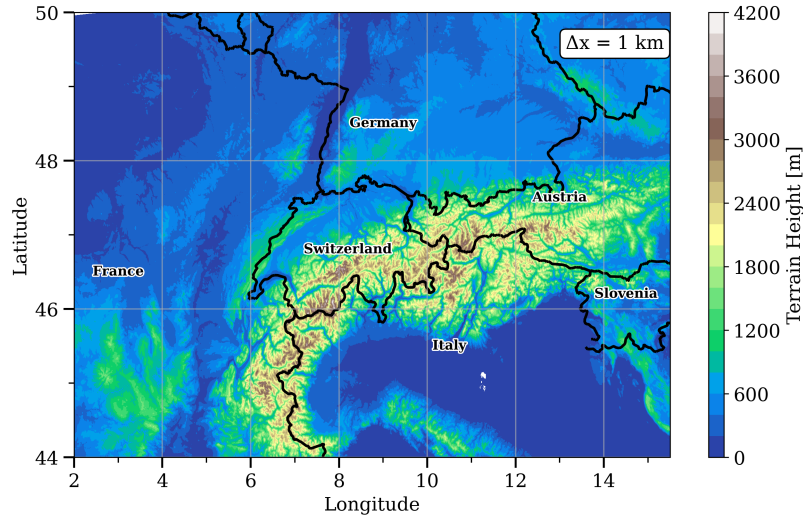 50
48
46
44
Latitude
2
4
6
8
10
12
14
Longitude
Δx = 1 km
Germany
Austria
Switzerland
France
Slovenia
Italy
4200
3600
3000
2400
1800
1200
600
0
Terrain Height [m]